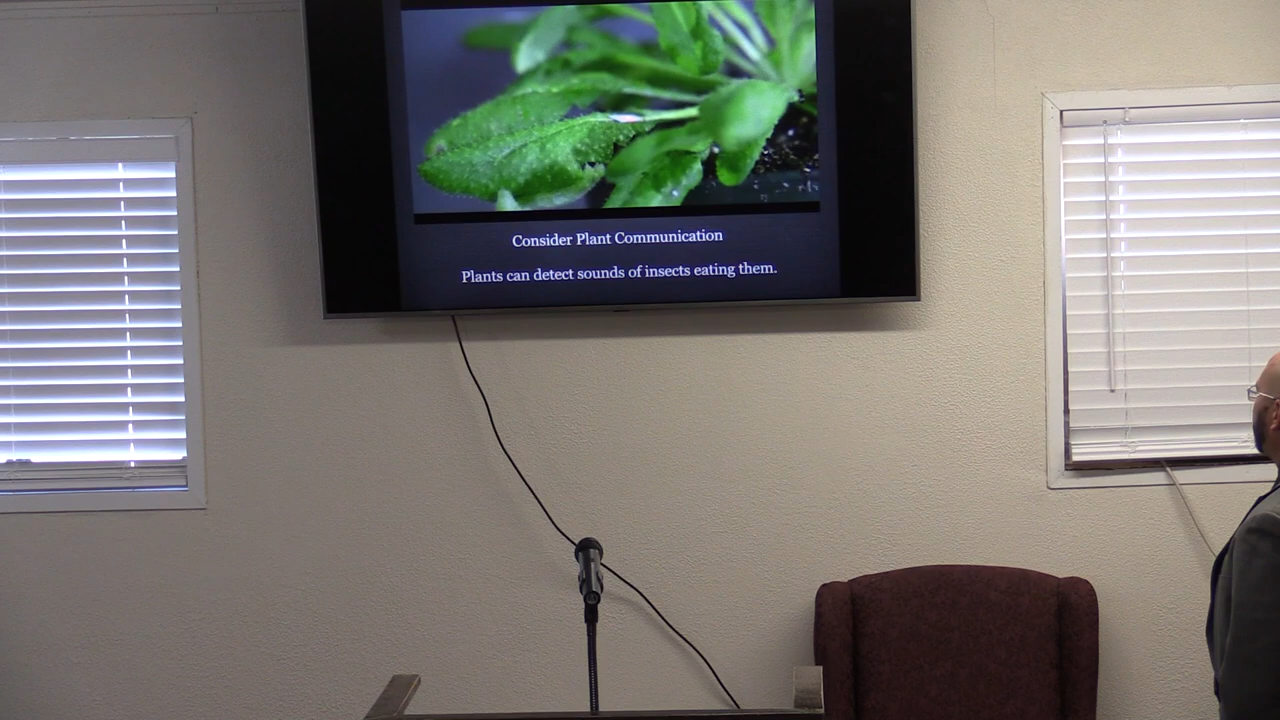 Consider Plant Communication
Plants can detect sounds of insects eating them.